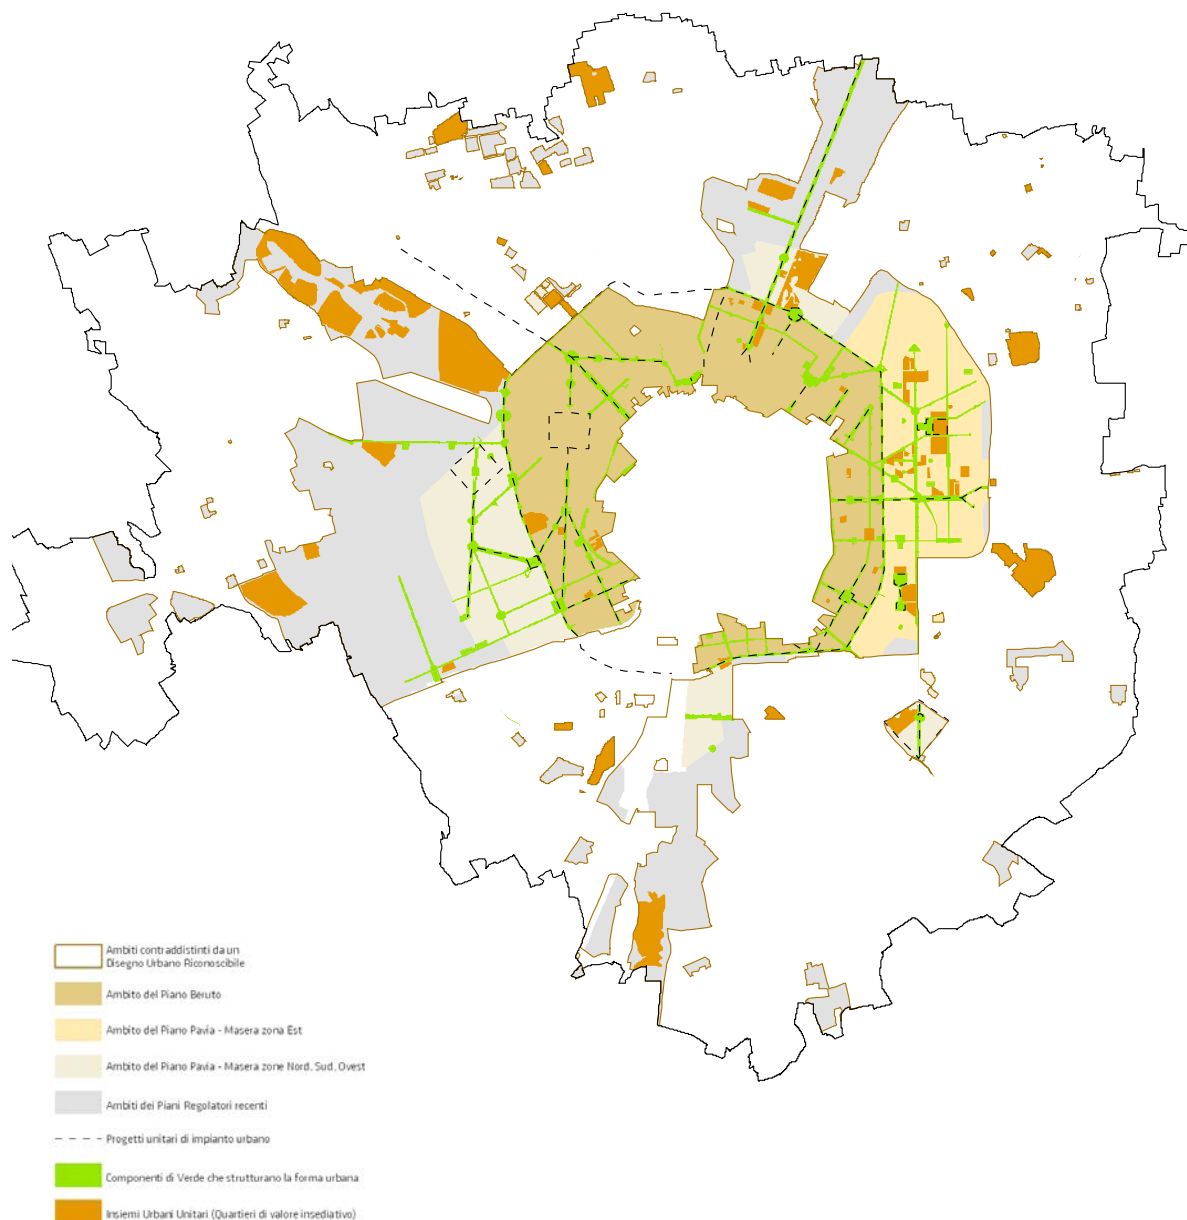 Ambiti contraddistinti da un
Disegno Urbano Riconoscibile
Ambito del Piano Beruto
Ambito del Piano Pavia - Masera zona Est
Ambito del Piano Pavia - Masera zone Nord, Sud, Ovest
Ambiti dei Piani Regolatori recenti
Progetti unitari di impianto urbano
Componenti di Verde che strutturano la forma urbana
Insiemi Urbani Unitari (Quartieri di valore insediativo)